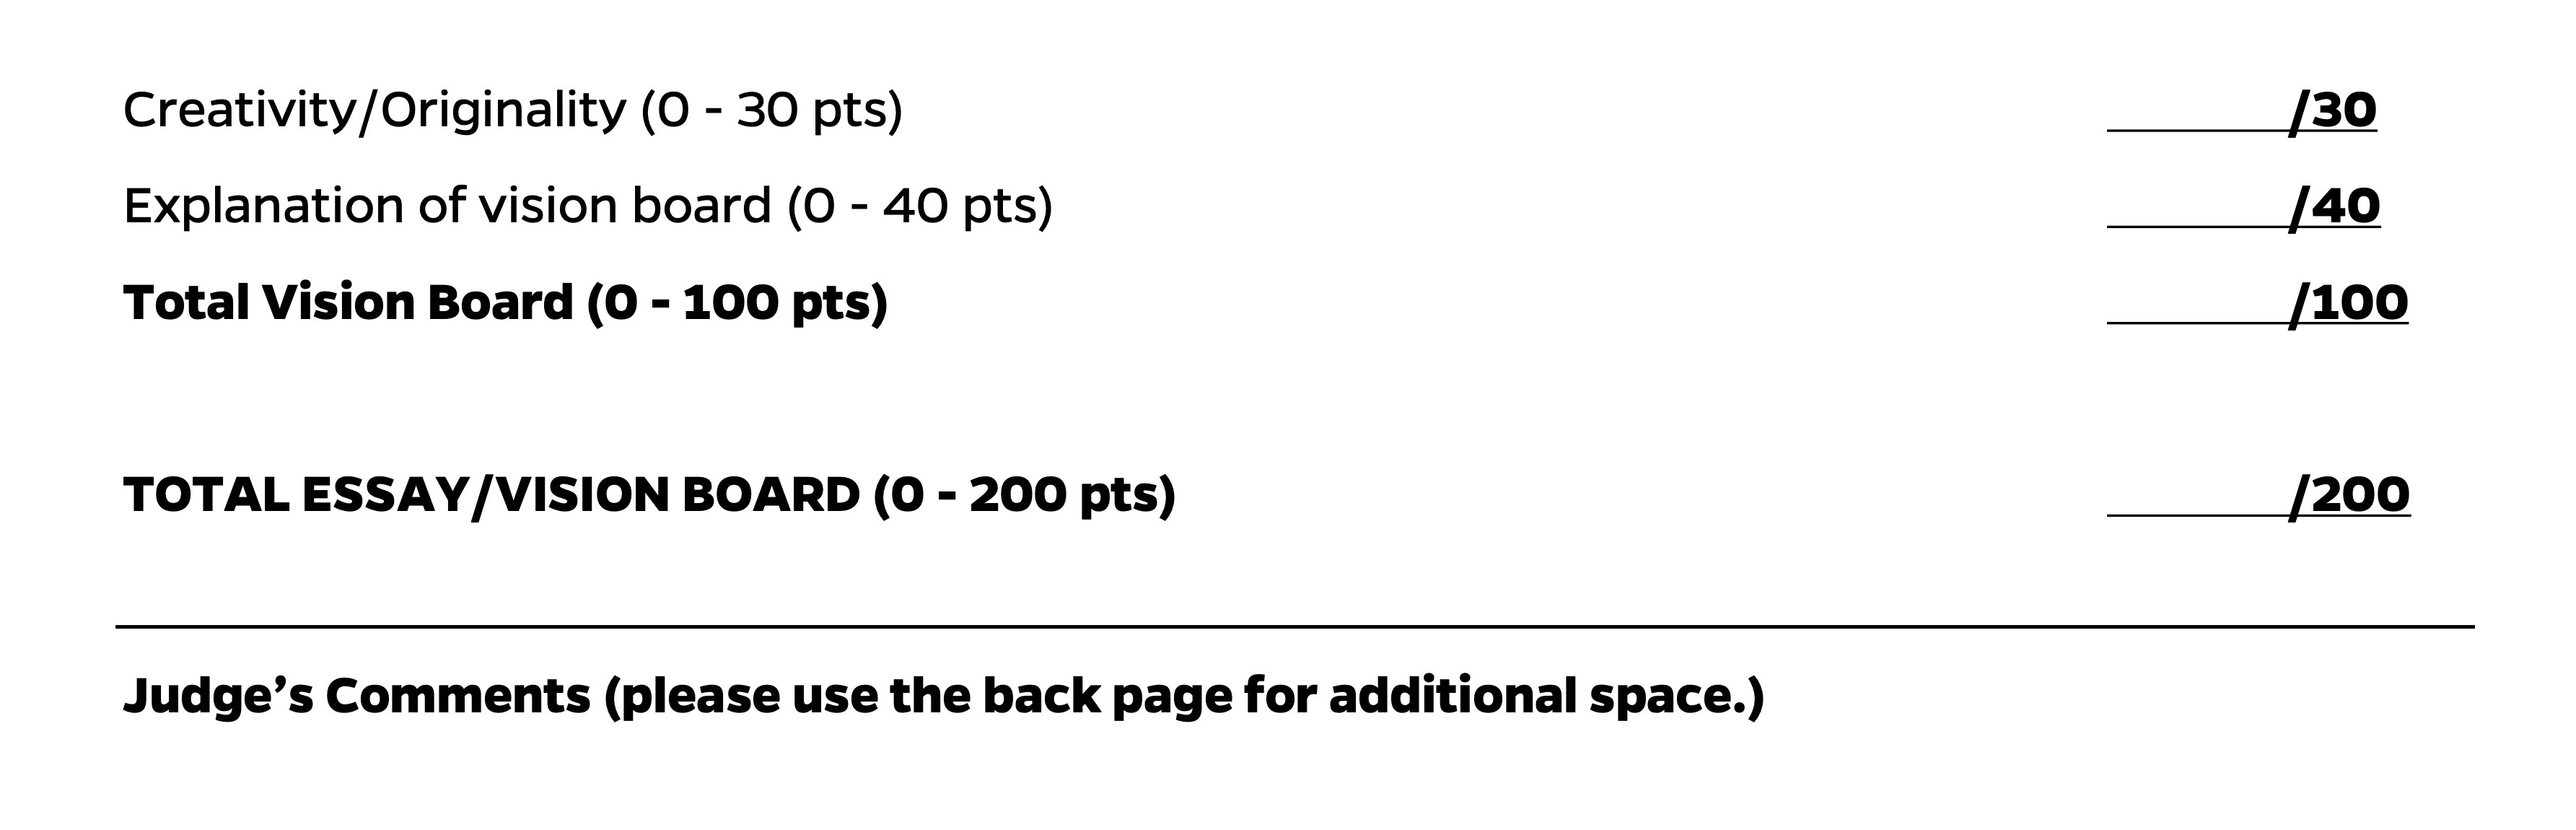 Creativity/Originality (0 - 30 pts) ________/30
Explanation of vision board (0 - 40 pts) ________/40
Total Vision Board (0 - 100 pts) ________/100
TOTAL ESSAY/VISION BOARD (0 - 200 pts) ________/200
Judge’s Comments (please use the back page for additional space.)